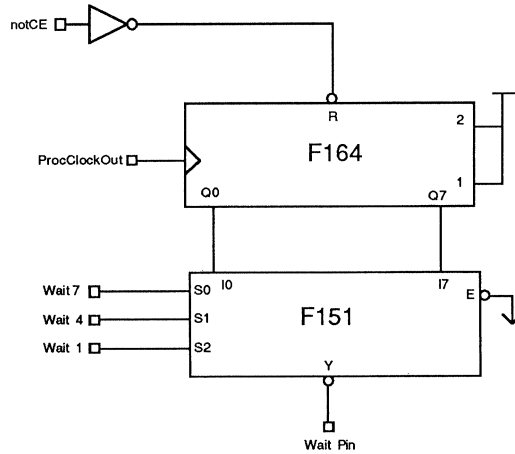 notCE
R
2
F164
ProcClockOut
1
Q0
Q7
I0
I7
Wait 7
S0
E
Wait 4
S1
F151
Wait 1
S2
Y
Wait Pin